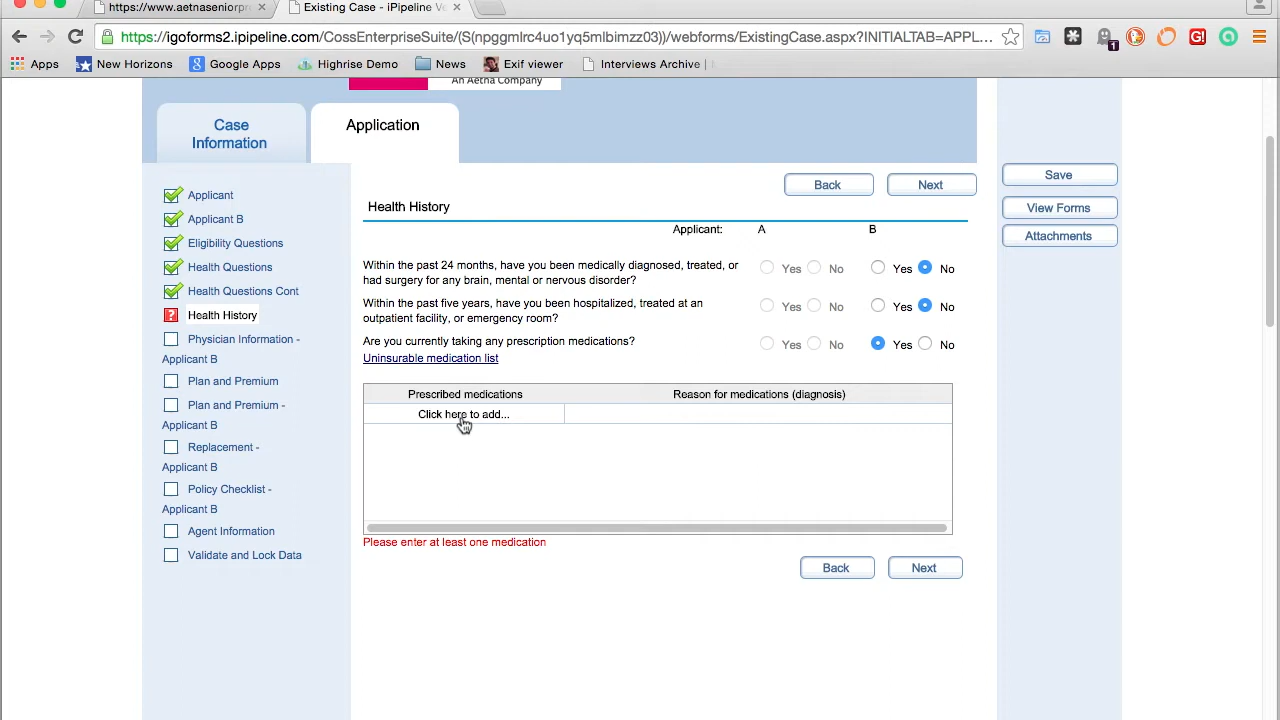 https://www.aetnaseniorpr
Existing Case - iPipeline Ve
https://igoforms2.ipipeline.com/CossEnterpriseSuite/(S(npggmlrc4uo1yq5mlbimzz03))/webforms/ExistingCase.aspx?INITIALTAB=APPL...
Apps
New Horizons
Google Apps
Highrise Demo
News
Exif viewer
Interviews Archive |
An Aetna Company
Case
Information
Application
Applicant
Applicant B
Eligibility Questions
Health Questions
Health Questions Cont
Health History
Physician Information -
Applicant B
Plan and Premium
Plan and Premium -
Applicant B
Replacement -
Applicant B
Policy Checklist -
Applicant B
Agent Information
Validate and Lock Data
Back Next
Health History
Applicant: A B
Within the past 24 months, have you been medically diagnosed, treated, or
had surgery for any brain, mental or nervous disorder?
Yes No Yes No
Within the past five years, have you been hospitalized, treated at an
outpatient facility, or emergency room?
Yes No Yes No
Are you currently taking any prescription medications?
Yes No Yes No
Uninsurable medication list
Prescribed medications Reason for medications (diagnosis)
Click here to add...
Please enter at least one medication
Back Next
Save
View Forms
Attachments
1
G!